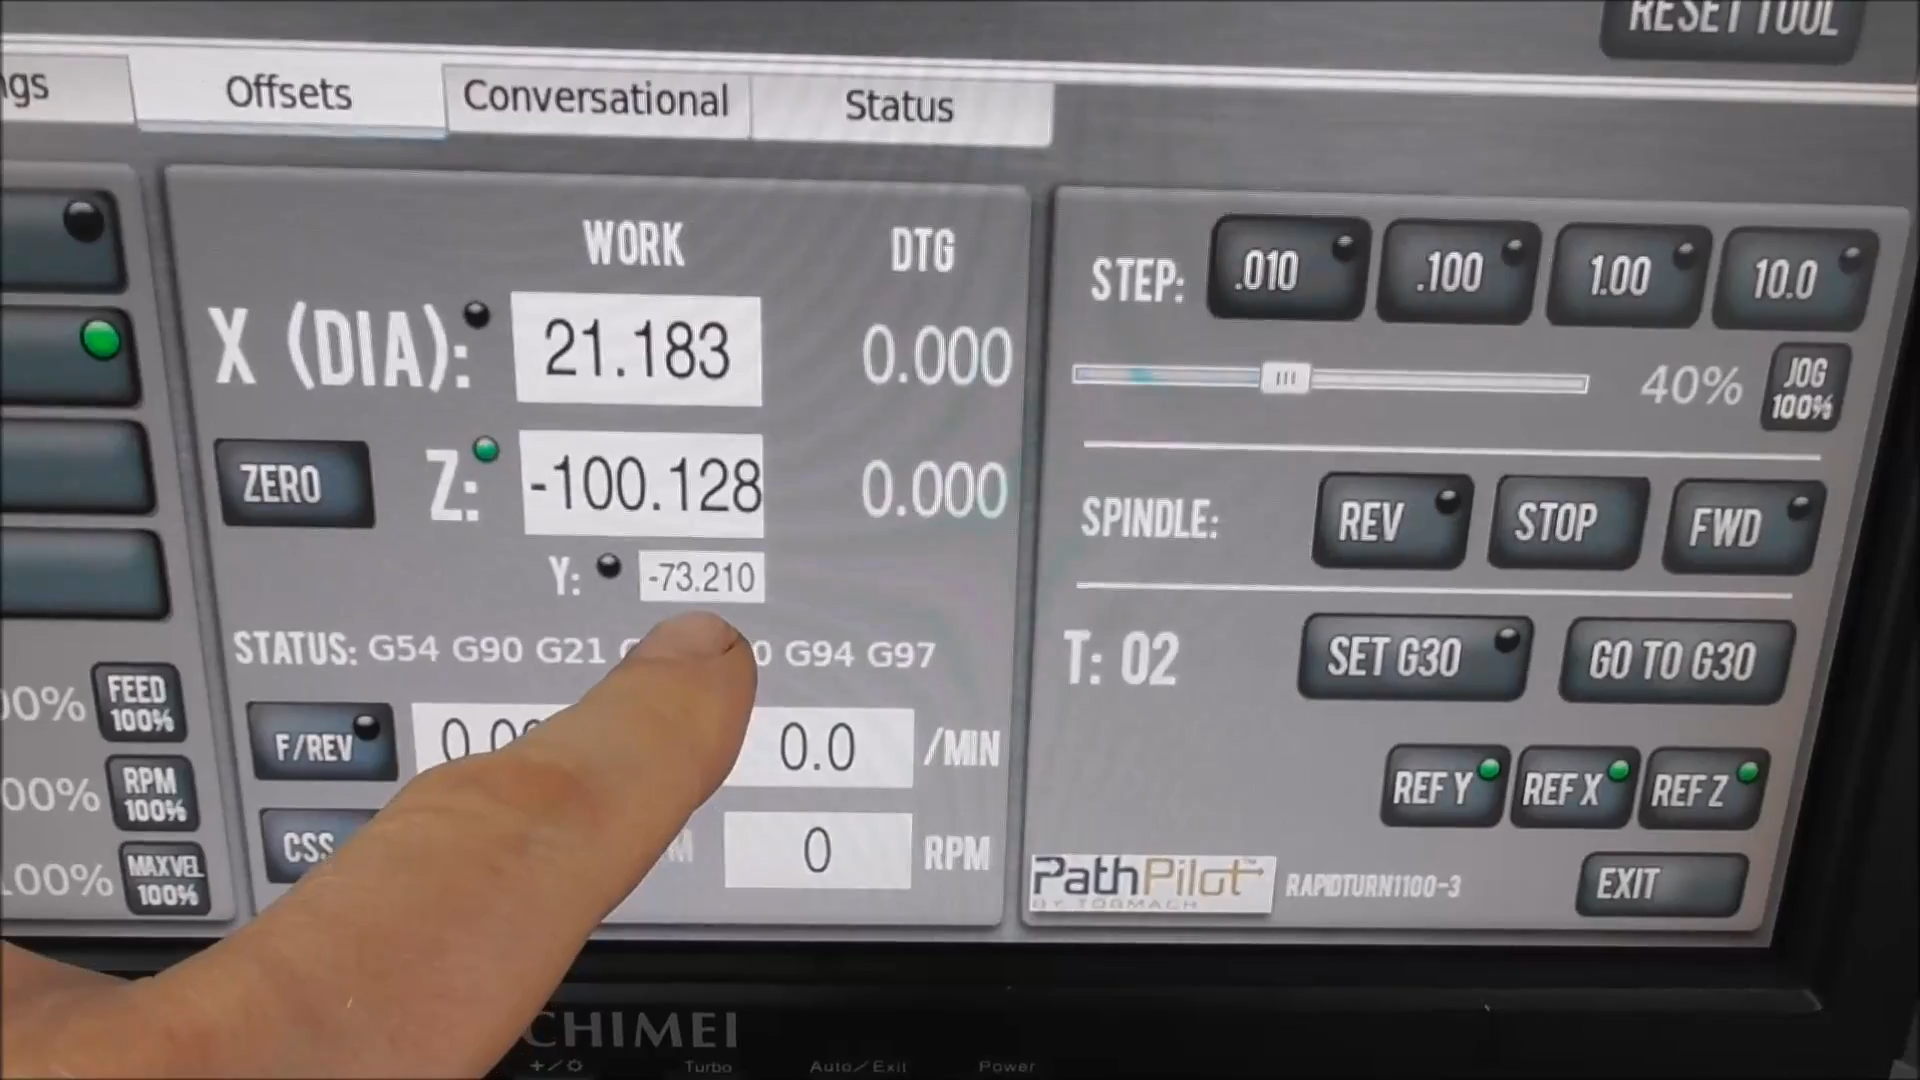 RESET TOOL
Offsets Conversational Status
WORK DTG
X (DIA): 21.183 0.000
ZERO Z: -100.128 0.000
Y: -73.210
STATUS: G54 G90 G21 G94 G97
FEED 100%
RPM 100%
MAXVEL 100%
F/REV 0.0 /MIN
CSS 0 RPM
STEP: .010 .100 1.00 10.0
40% JOG 100%
SPINDLE: REV STOP FWD
T: 02 SET G30 GO TO G30
REF Y REF X REF Z
PathPilot™
BY TORMACH
RAPIDTURN1100-3
EXIT
CHIMEI
Turbo Auto/Exit Power